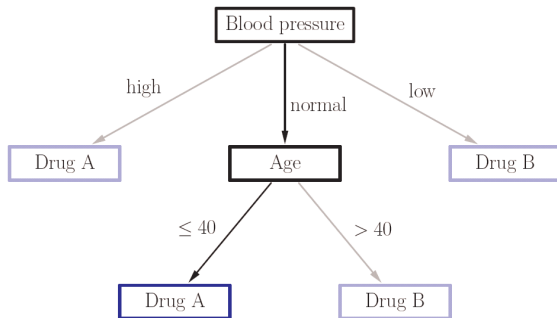 Blood pressure
high
normal
low
Drug A
Age
Drug B
≤ 40
> 40
Drug A
Drug B